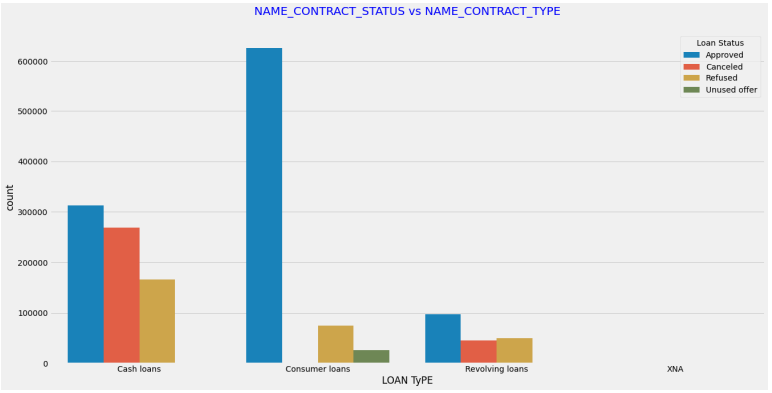 NAME_CONTRACT_STATUS vs NAME_CONTRACT_TYPE
Loan Status
Approved
Canceled
Refused
Unused offer
600000
500000
400000
300000
200000
100000
0
count
Cash loans
Consumer loans
Revolving loans
XNA
LOAN TyPE